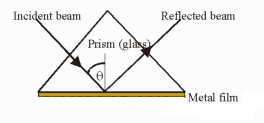 Incident beam
Reflected beam
Prism (glass)
θ
Metal film